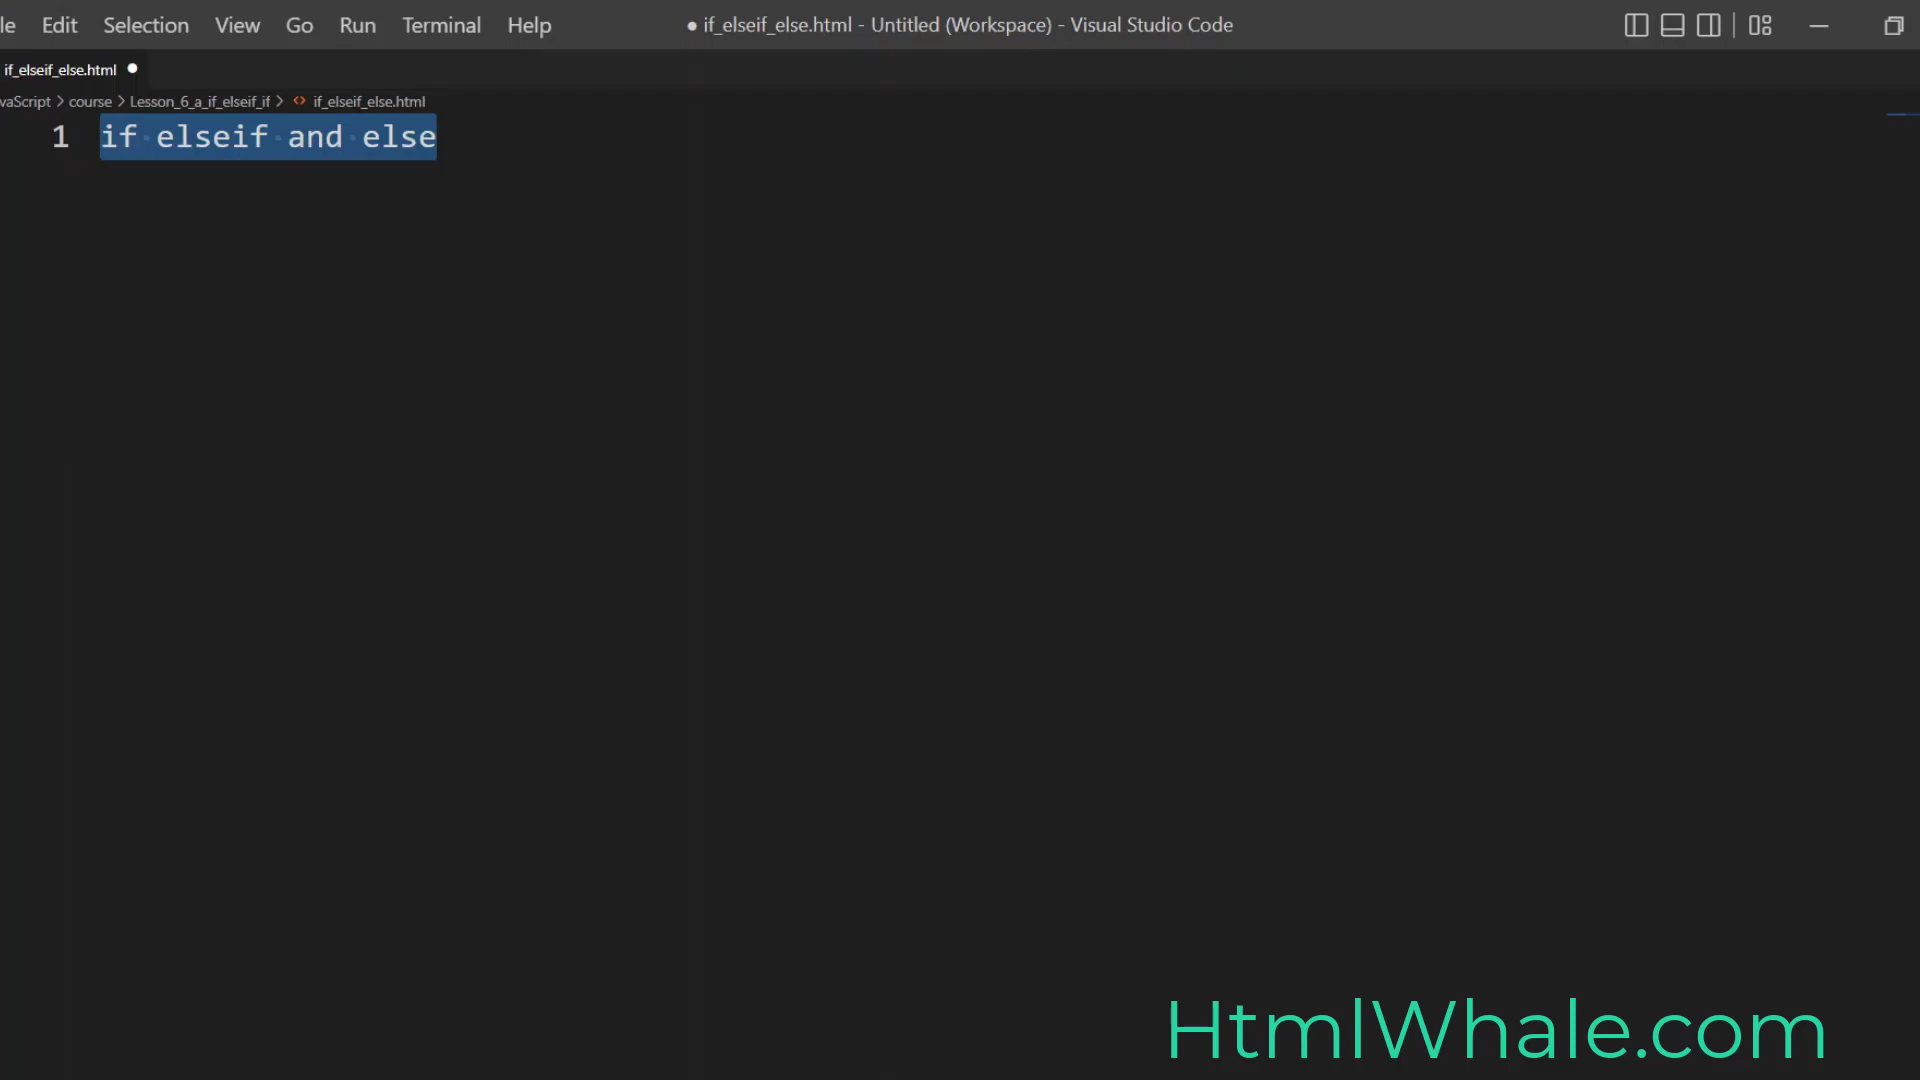 le Edit Selection View Go Run Terminal Help ● if_elseif_else.html - Untitled (Workspace) - Visual Studio Code
if_elseif_else.html ●
vaScript > course > Lesson_6_a_if_elseif_if > <> if_elseif_else.html
1 if elseif and else
HtmlWhale.com